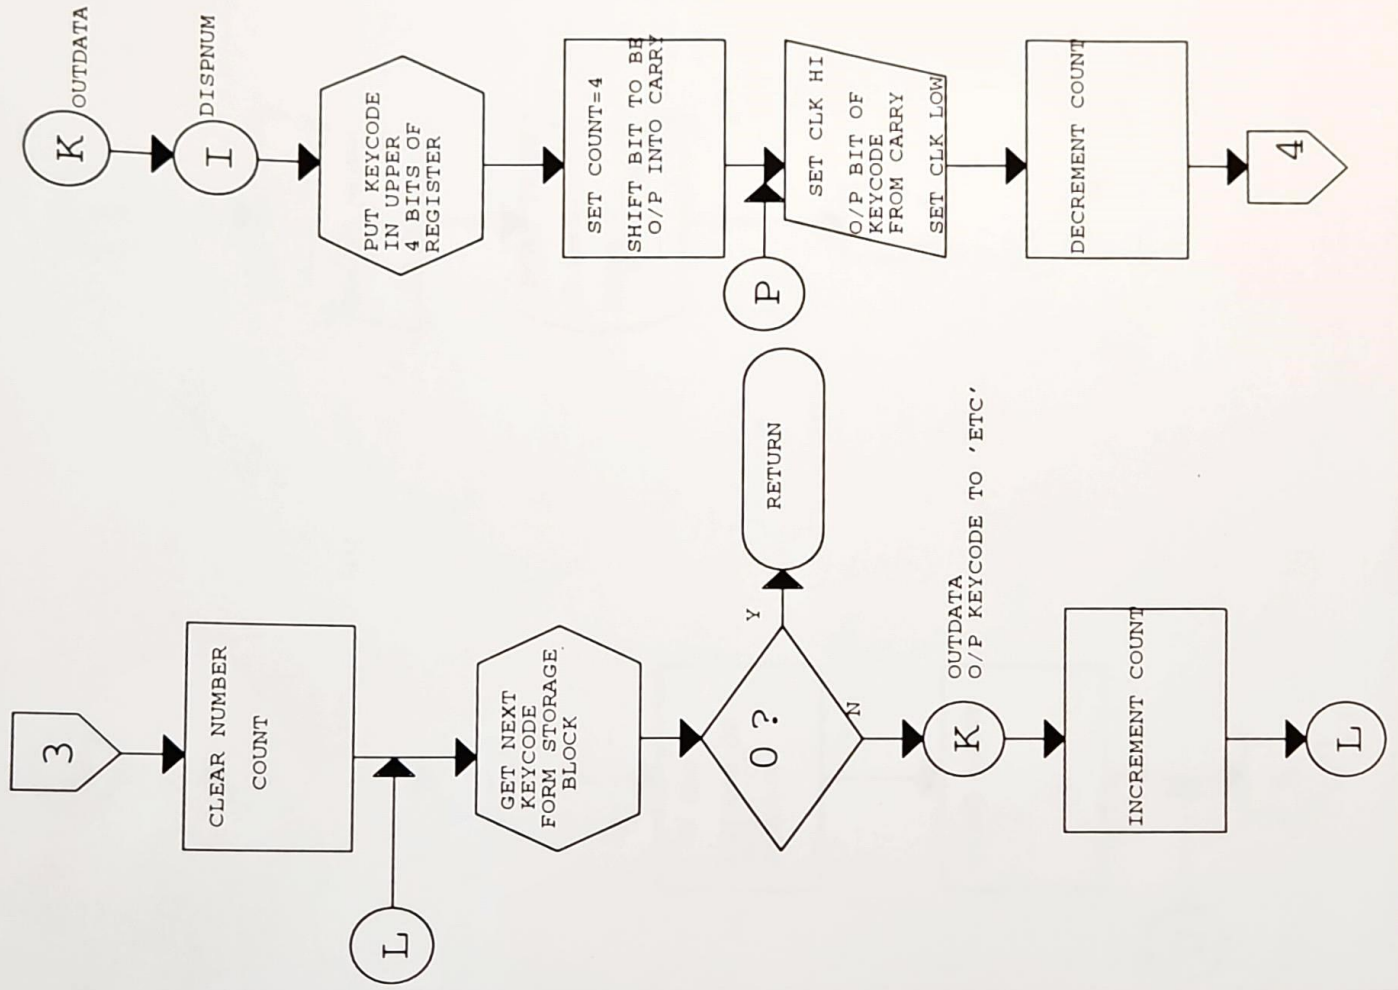 3
CLEAR NUMBER
COUNT
L
GET NEXT
KEYCODE
FORM STORAGE
BLOCK
0?
Y
RETURN
N
K
OUTDATA
O/P KEYCODE TO 'ETC'
INCREMENT COUNT
L
K
OUTDATA
I
DISPNUM
PUT KEYCODE
IN UPPER
4 BITS OF
REGISTER
SET COUNT=4
SHIFT BIT TO BE
O/P INTO CARRY
P
SET CLK HI
O/P BIT OF
KEYCODE
FROM CARRY
SET CLK LOW
DECREMENT COUNT
4